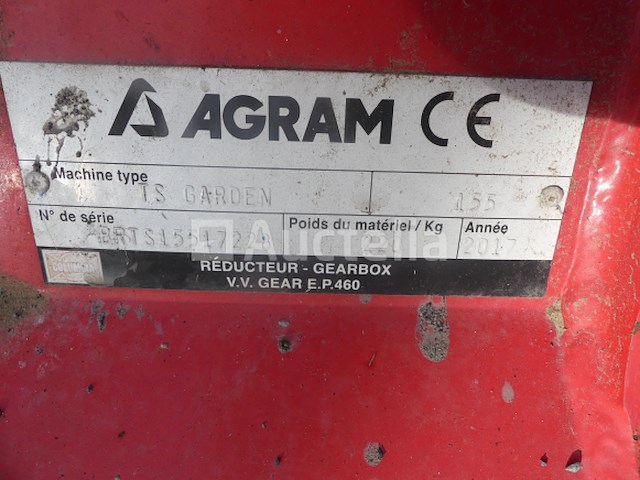 AGRAM CE
Machine type TS GARDEN 155
N° de série Poids du matériel / Kg Année
Auctelia 2017
RÉDUCTEUR - GEARBOX
V.V. GEAR E.P.460